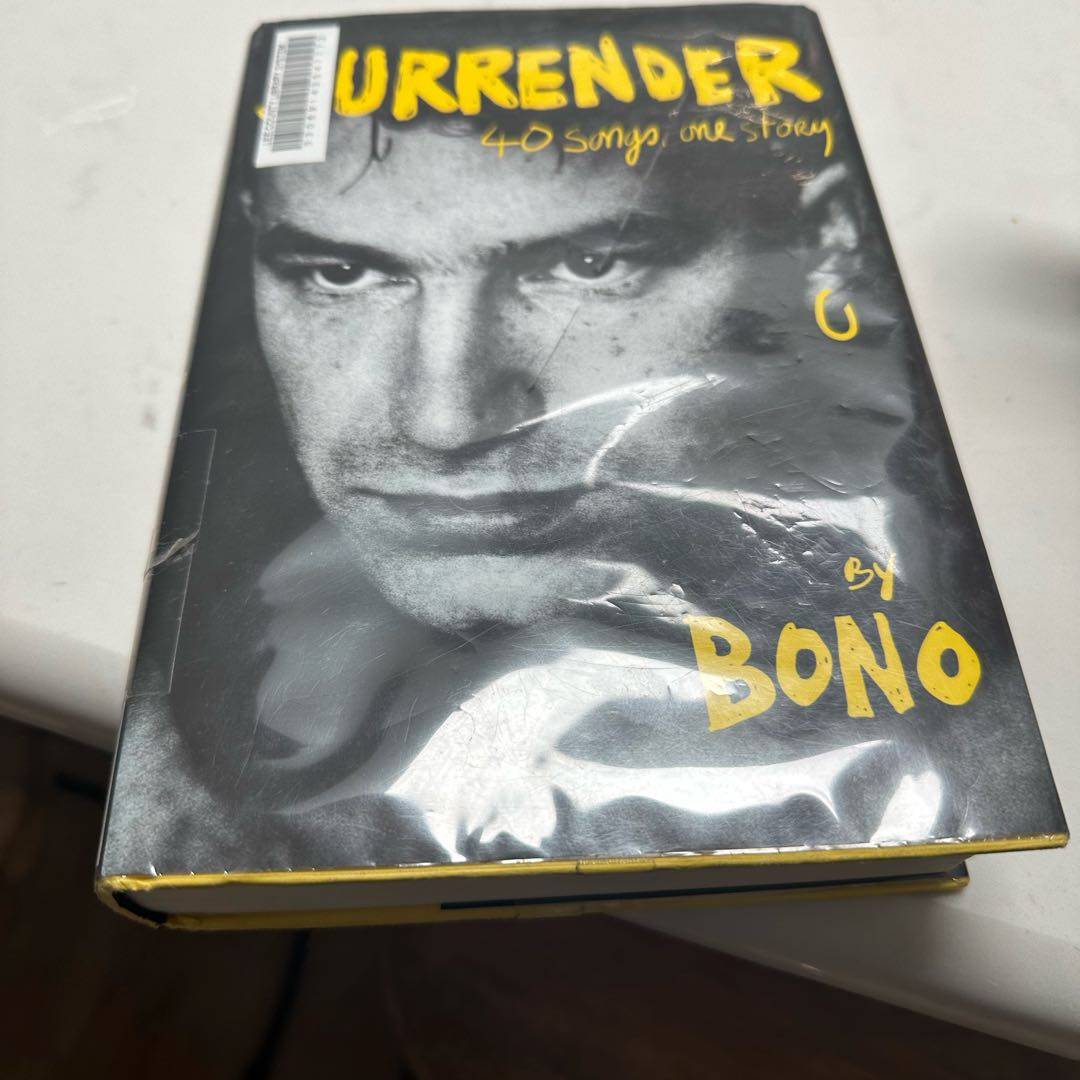 URRENDER
40 songs, one story
BY
BONO